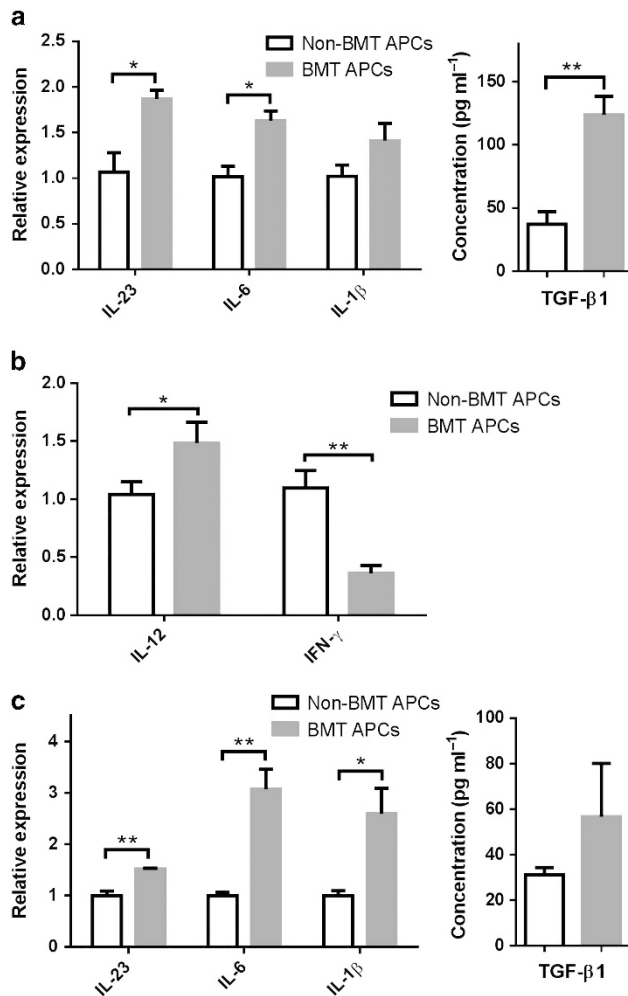 a
Non-BMT APCs
BMT APCs
Relative expression
2.5
2.0
1.5
1.0
0.5
0.0
*
*
IL-23
IL-6
IL-1β
Concentration (pg ml⁻¹)
150
100
50
0
**
TGF-β1
b
Non-BMT APCs
BMT APCs
Relative expression
2.0
1.5
1.0
0.5
0.0
*
**
IL-12
IFN-γ
c
Non-BMT APCs
BMT APCs
Relative expression
4
3
2
1
0
**
**
*
IL-23
IL-6
IL-1β
Concentration (pg ml⁻¹)
100
80
60
40
20
0
TGF-β1